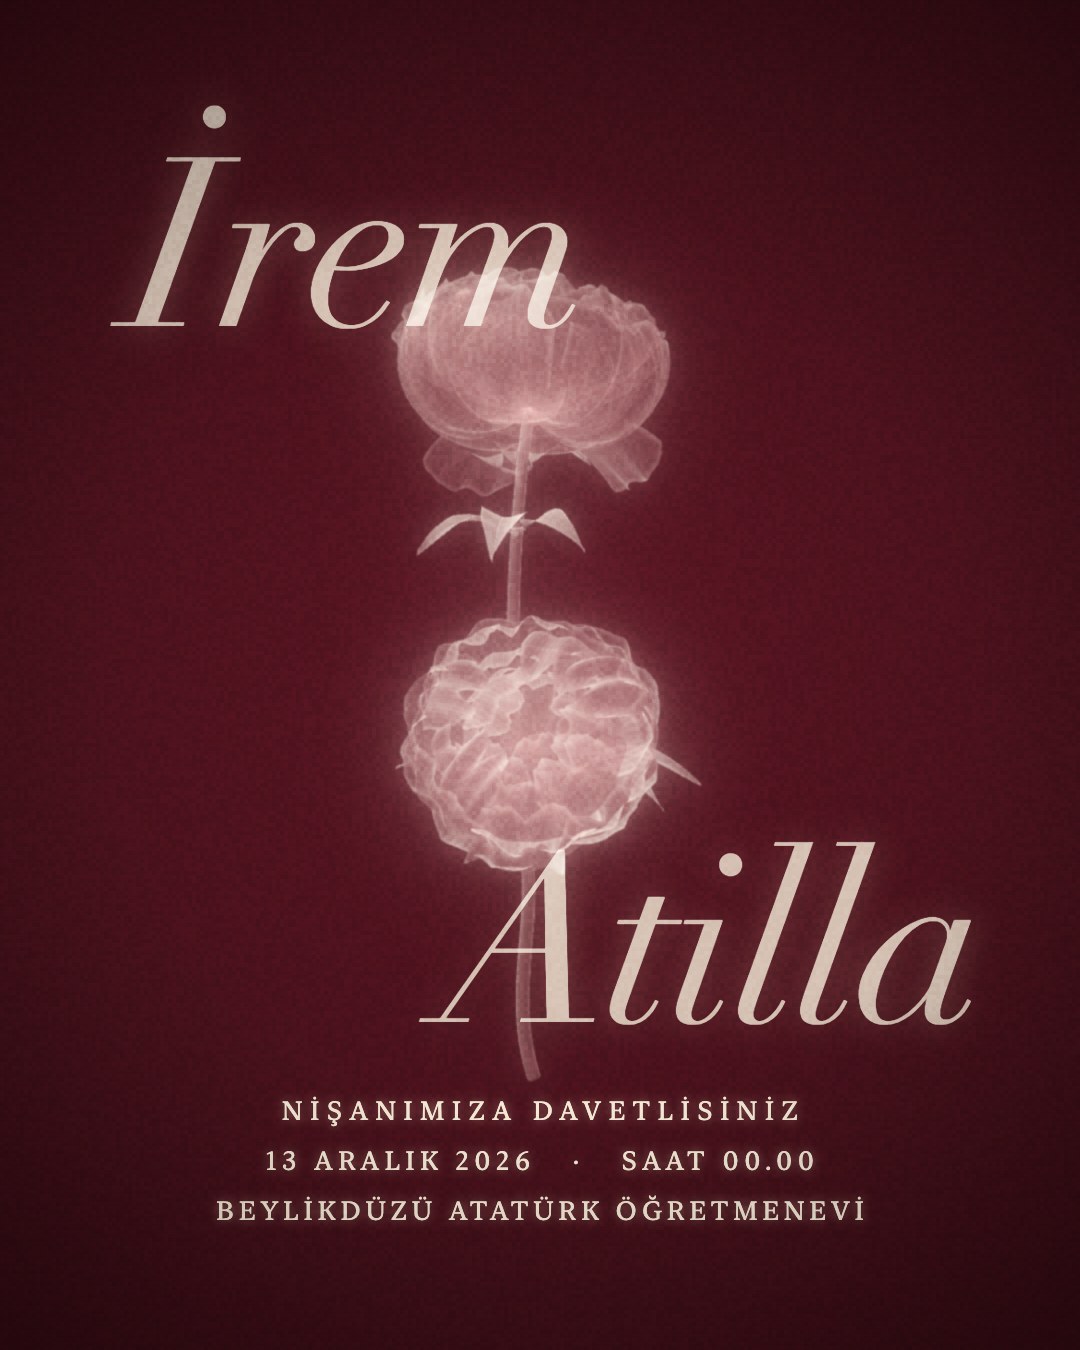 İrem
Atilla
NİŞANIMIZA DAVETLİSİNİZ
13 ARALIK 2026 · SAAT 00.00
BEYLİKDÜZÜ ATATÜRK ÖĞRETMENEVİ